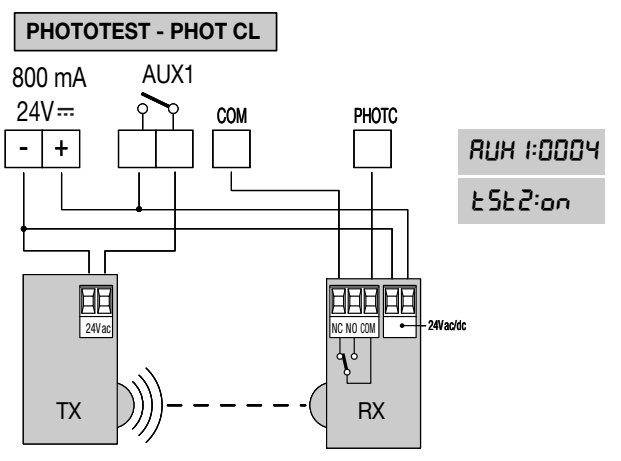 PHOTOTEST - PHOT CL
800 mA
24V
AUX1
COM
PHOTC
- +
AUX 1:0004
tSt2:on
24Vac
NC NO COM
24Vac/dc
TX
RX